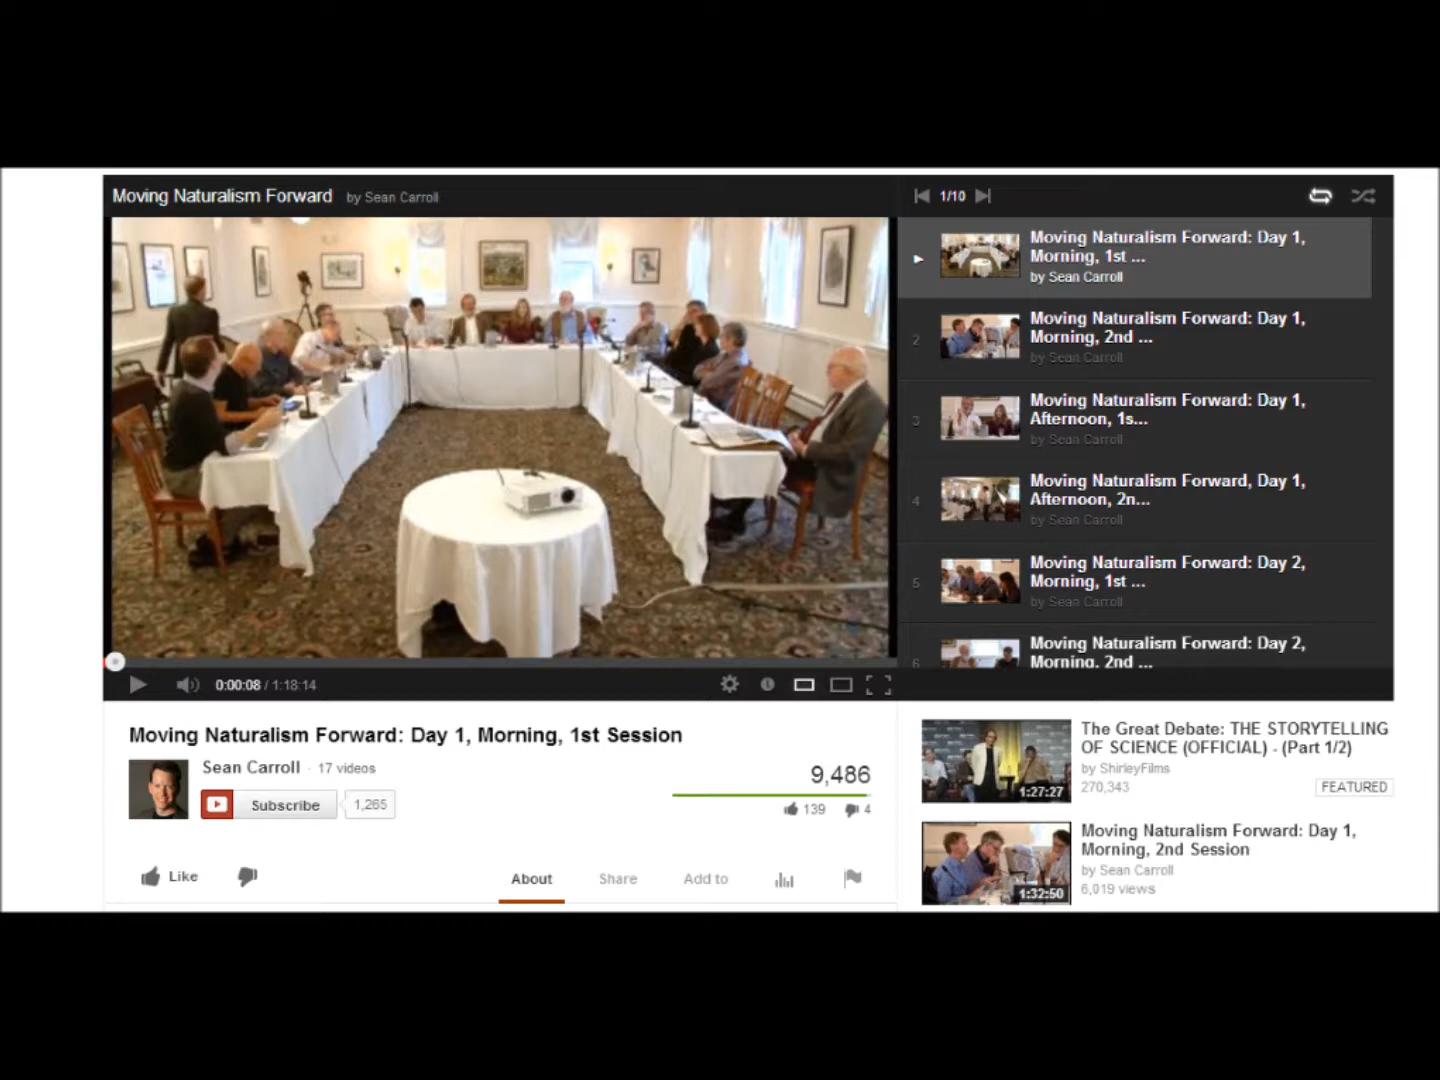 Moving Naturalism Forward by Sean Carroll
1/10
Moving Naturalism Forward: Day 1,
Morning, 1st ...
by Sean Carroll
2
Moving Naturalism Forward: Day 1,
Morning, 2nd ...
by Sean Carroll
3
Moving Naturalism Forward: Day 1,
Afternoon, 1s...
by Sean Carroll
4
Moving Naturalism Forward, Day 1,
Afternoon, 2n...
by Sean Carroll
5
Moving Naturalism Forward: Day 2,
Morning, 1st ...
by Sean Carroll
6
Moving Naturalism Forward: Day 2,
Morning, 2nd ...
0:00:08 / 1:18:14
Moving Naturalism Forward: Day 1, Morning, 1st Session
Sean Carroll · 17 videos
Subscribe 1,265
9,486
139 4
Like
About Share Add to
The Great Debate: THE STORYTELLING
OF SCIENCE (OFFICIAL) - (Part 1/2)
by ShirleyFilms
270,343
FEATURED
1:27:27
Moving Naturalism Forward: Day 1,
Morning, 2nd Session
by Sean Carroll
6,019 views
1:32:50